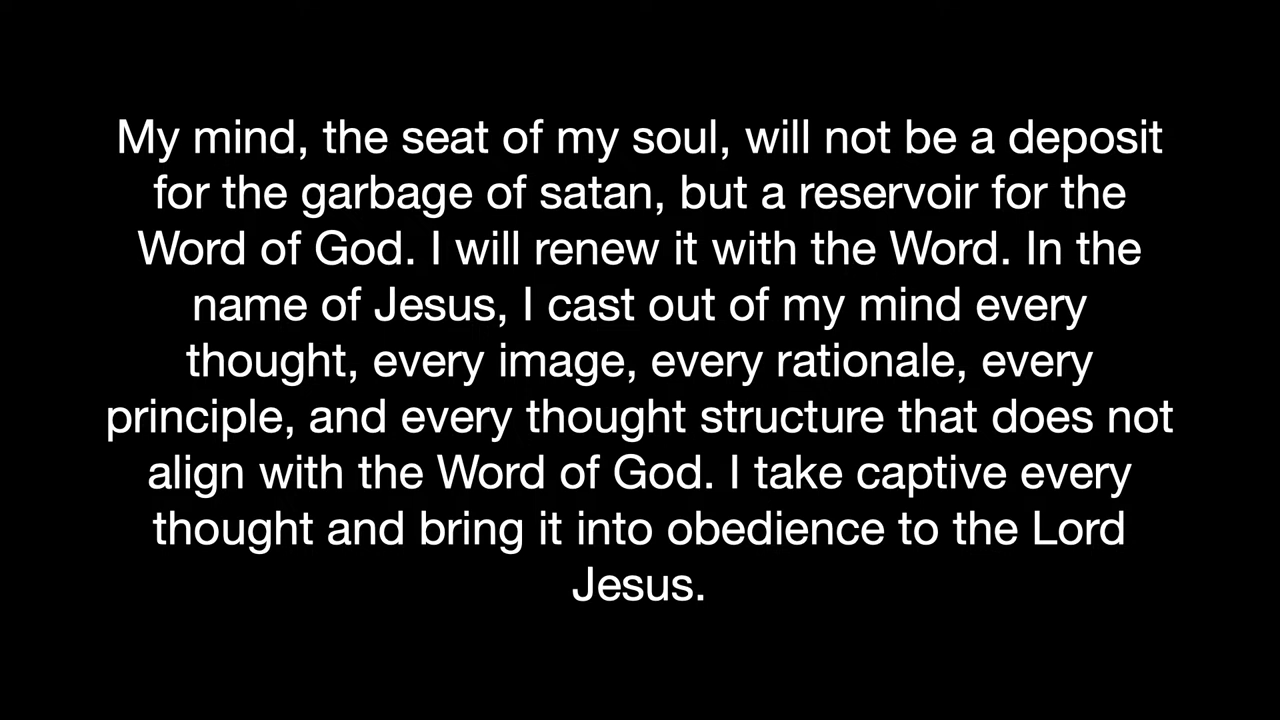 My mind, the seat of my soul, will not be a deposit
for the garbage of satan, but a reservoir for the
Word of God. I will renew it with the Word. In the
name of Jesus, I cast out of my mind every
thought, every image, every rationale, every
principle, and every thought structure that does not
align with the Word of God. I take captive every
thought and bring it into obedience to the Lord
Jesus.